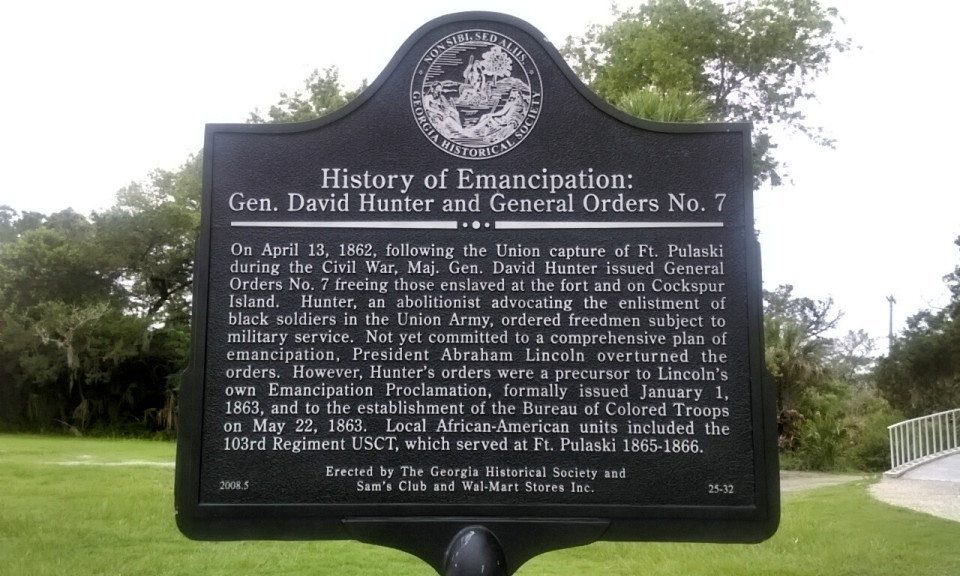 NON SIBI, SED ALIIS
GEORGIA HISTORICAL SOCIETY
History of Emancipation:
Gen. David Hunter and General Orders No. 7
On April 13, 1862, following the Union capture of Ft. Pulaski
during the Civil War, Maj. Gen. David Hunter issued General
Orders No. 7 freeing those enslaved at the fort and on Cockspur
Island. Hunter, an abolitionist advocating the enlistment of
black soldiers in the Union Army, ordered freedmen subject to
military service. Not yet committed to a comprehensive plan of
emancipation, President Abraham Lincoln overturned the
orders. However, Hunter's orders were a precursor to Lincoln's
own Emancipation Proclamation, formally issued January 1,
1863, and to the establishment of the Bureau of Colored Troops
on May 22, 1863. Local African-American units included the
103rd Regiment USCT, which served at Ft. Pulaski 1865-1866.
Erected by The Georgia Historical Society and
Sam's Club and Wal-Mart Stores Inc.
2008.5
25-32